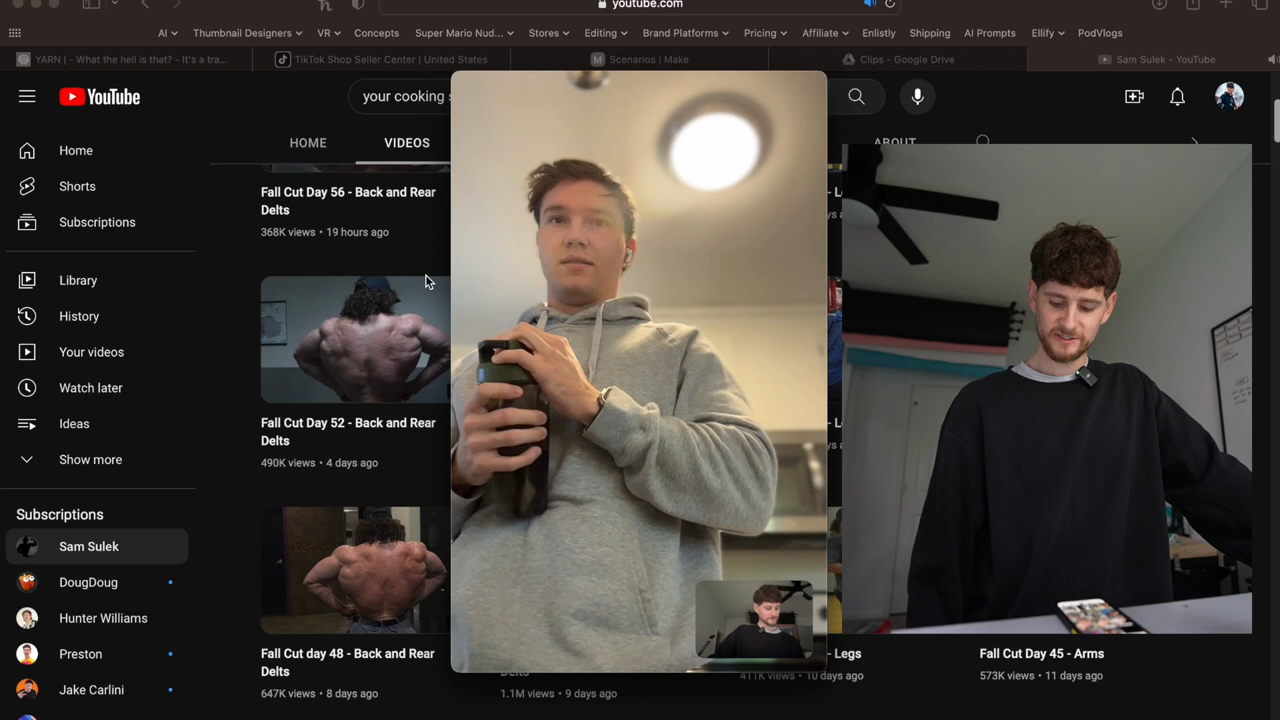 youtube.com
AI
Thumbnail Designers
VR
Concepts
Super Mario Nud...
Stores
Editing
Brand Platforms
Pricing
Affiliate
Enlistly
Shipping
AI Prompts
Ellify
PodVlogs
YARN | - What the hell is that? - It's a tra...
TikTok Shop Seller Center | United States
Scenarios | Make
Clips - Google Drive
Sam Sulek - YouTube
YouTube
your cooking
HOME
VIDEOS
ABOUT
Home
Shorts
Subscriptions
Library
History
Your videos
Watch later
Ideas
Show more
Subscriptions
Sam Sulek
DougDoug
Hunter Williams
Preston
Jake Carlini
Fall Cut Day 56 - Back and Rear
Delts
368K views • 19 hours ago
Fall Cut Day 52 - Back and Rear
Delts
490K views • 4 days ago
Fall Cut day 48 - Back and Rear
Delts
647K views • 8 days ago
Delts
1.1M views • 9 days ago
- Legs
411K views • 10 days ago
Fall Cut Day 45 - Arms
573K views • 11 days ago